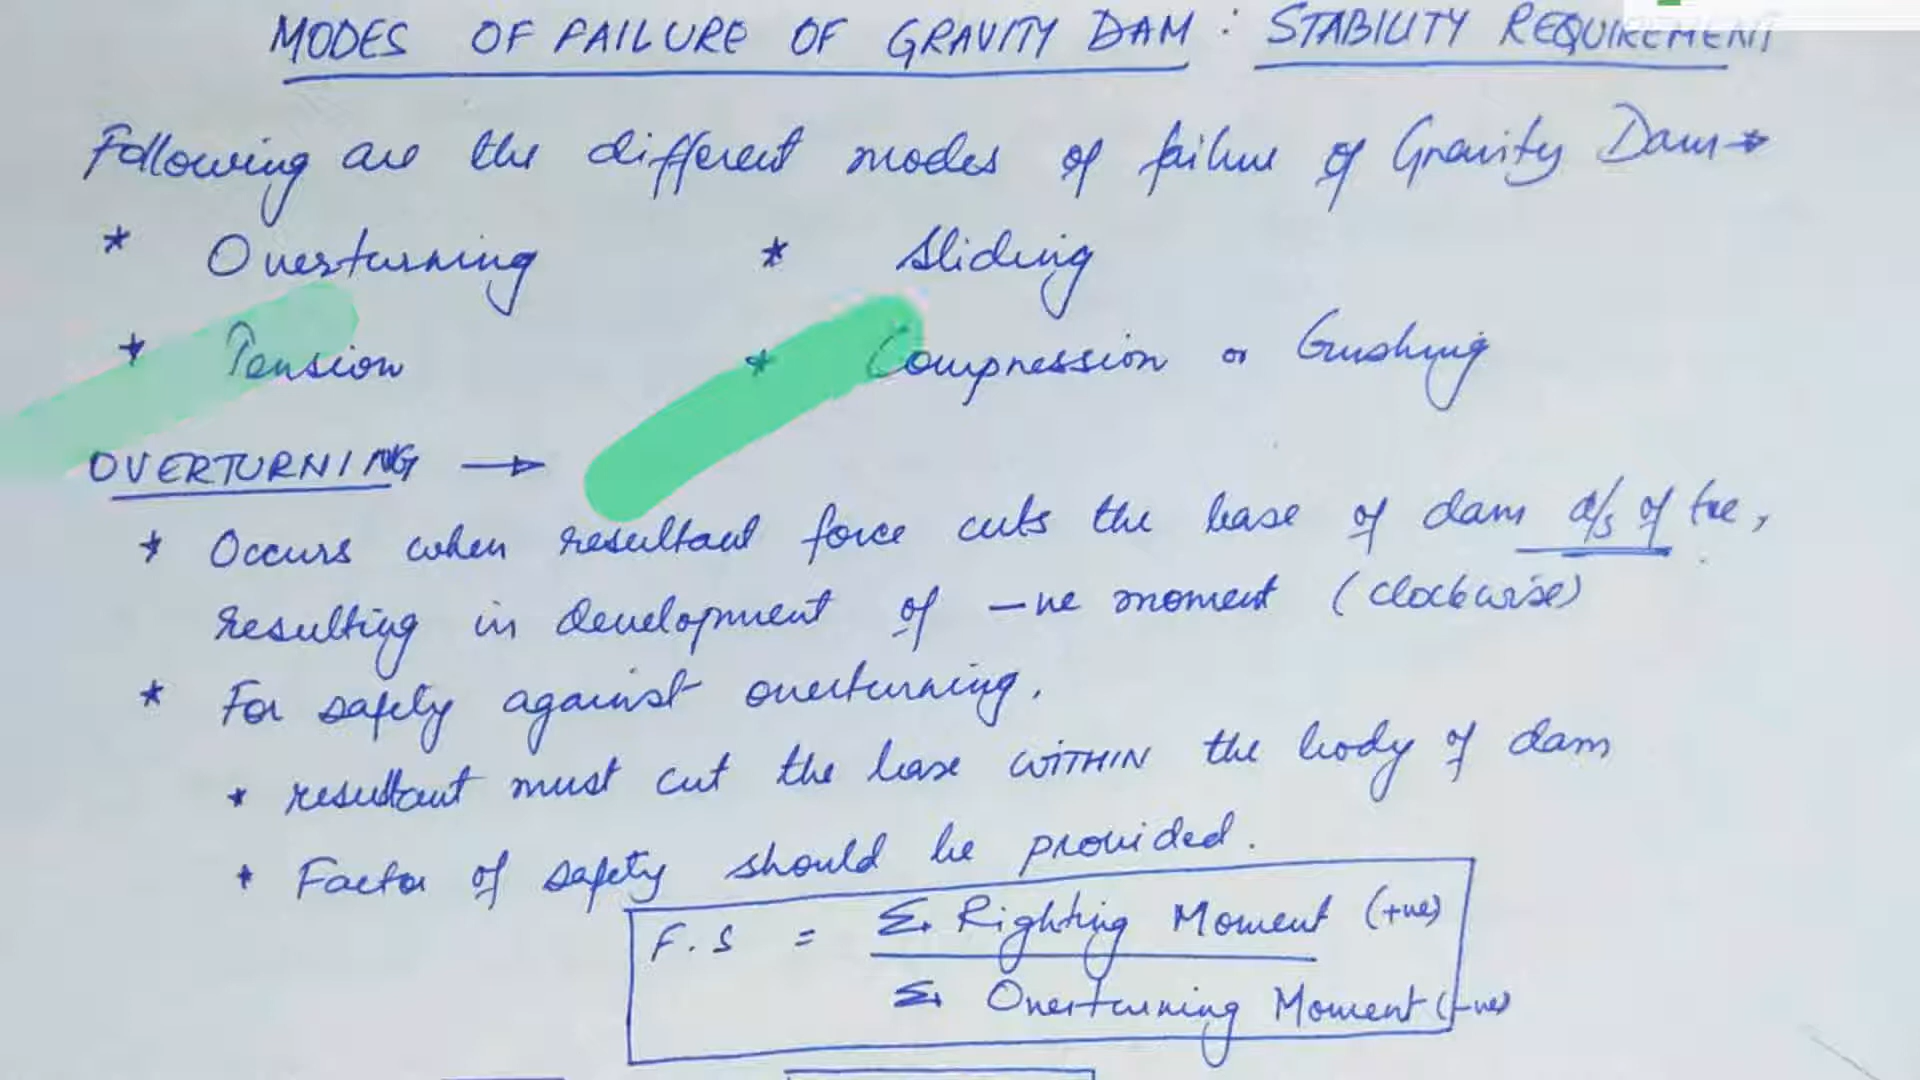 MODES OF FAILURE OF GRAVITY DAM : STABILITY REQUIREMENT
Following are the different modes of failure of Gravity Dam→
* Overturning * Sliding
* Tension * Compression or Crushing
OVERTURNING →
* Occurs when resultant force cuts the base of dam d/s of toe,
resulting in development of -ve moment (clockwise)
* For safety against overturning,
* resultant must cut the base WITHIN the body of dam
* Factor of safety should be provided.
F.S = Σ Righting Moment (+ve)
Σ Overturning Moment (-ve)